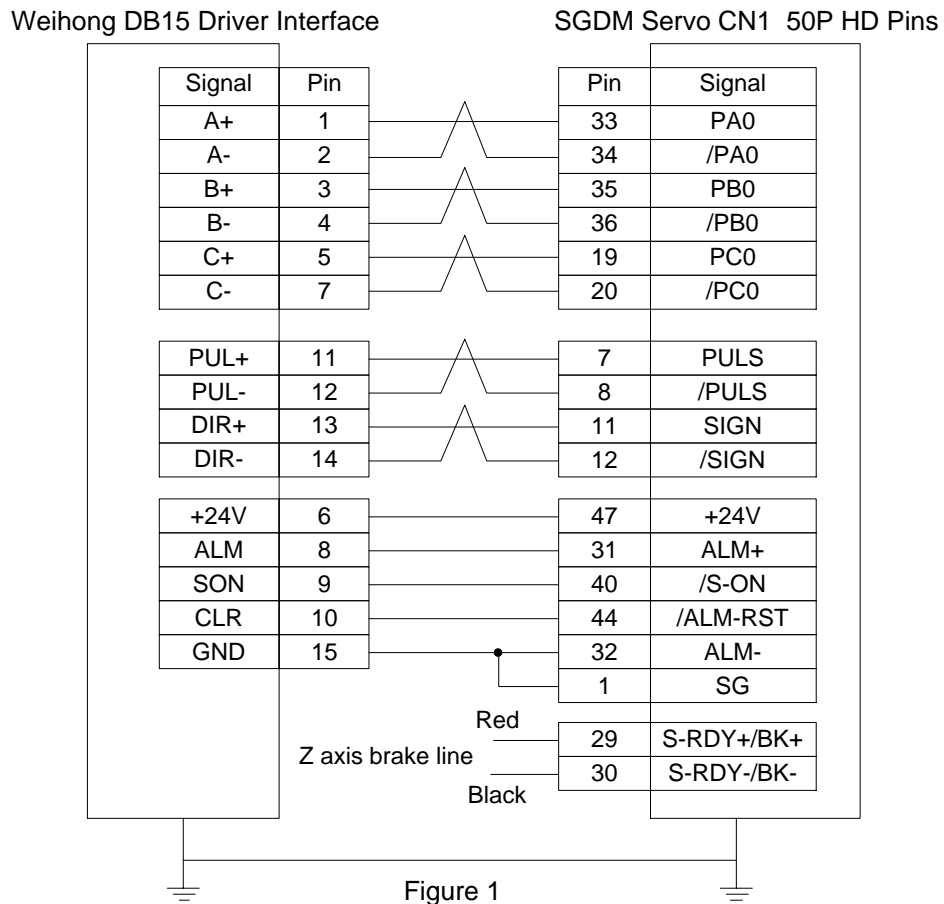 Weihong DB15 Driver Interface SGDM Servo CN1 50P HD Pins
Signal Pin Pin Signal
A+ 1 33 PA0
A- 2 34 /PA0
B+ 3 35 PB0
B- 4 36 /PB0
C+ 5 19 PC0
C- 7 20 /PC0
PUL+ 11 7 PULS
PUL- 12 8 /PULS
DIR+ 13 11 SIGN
DIR- 14 12 /SIGN
+24V 6 47 +24V
ALM 8 31 ALM+
SON 9 40 /S-ON
CLR 10 44 /ALM-RST
GND 15 32 ALM-
1 SG
Red
29 S-RDY+/BK+
Z axis brake line
30 S-RDY-/BK-
Black
Figure 1